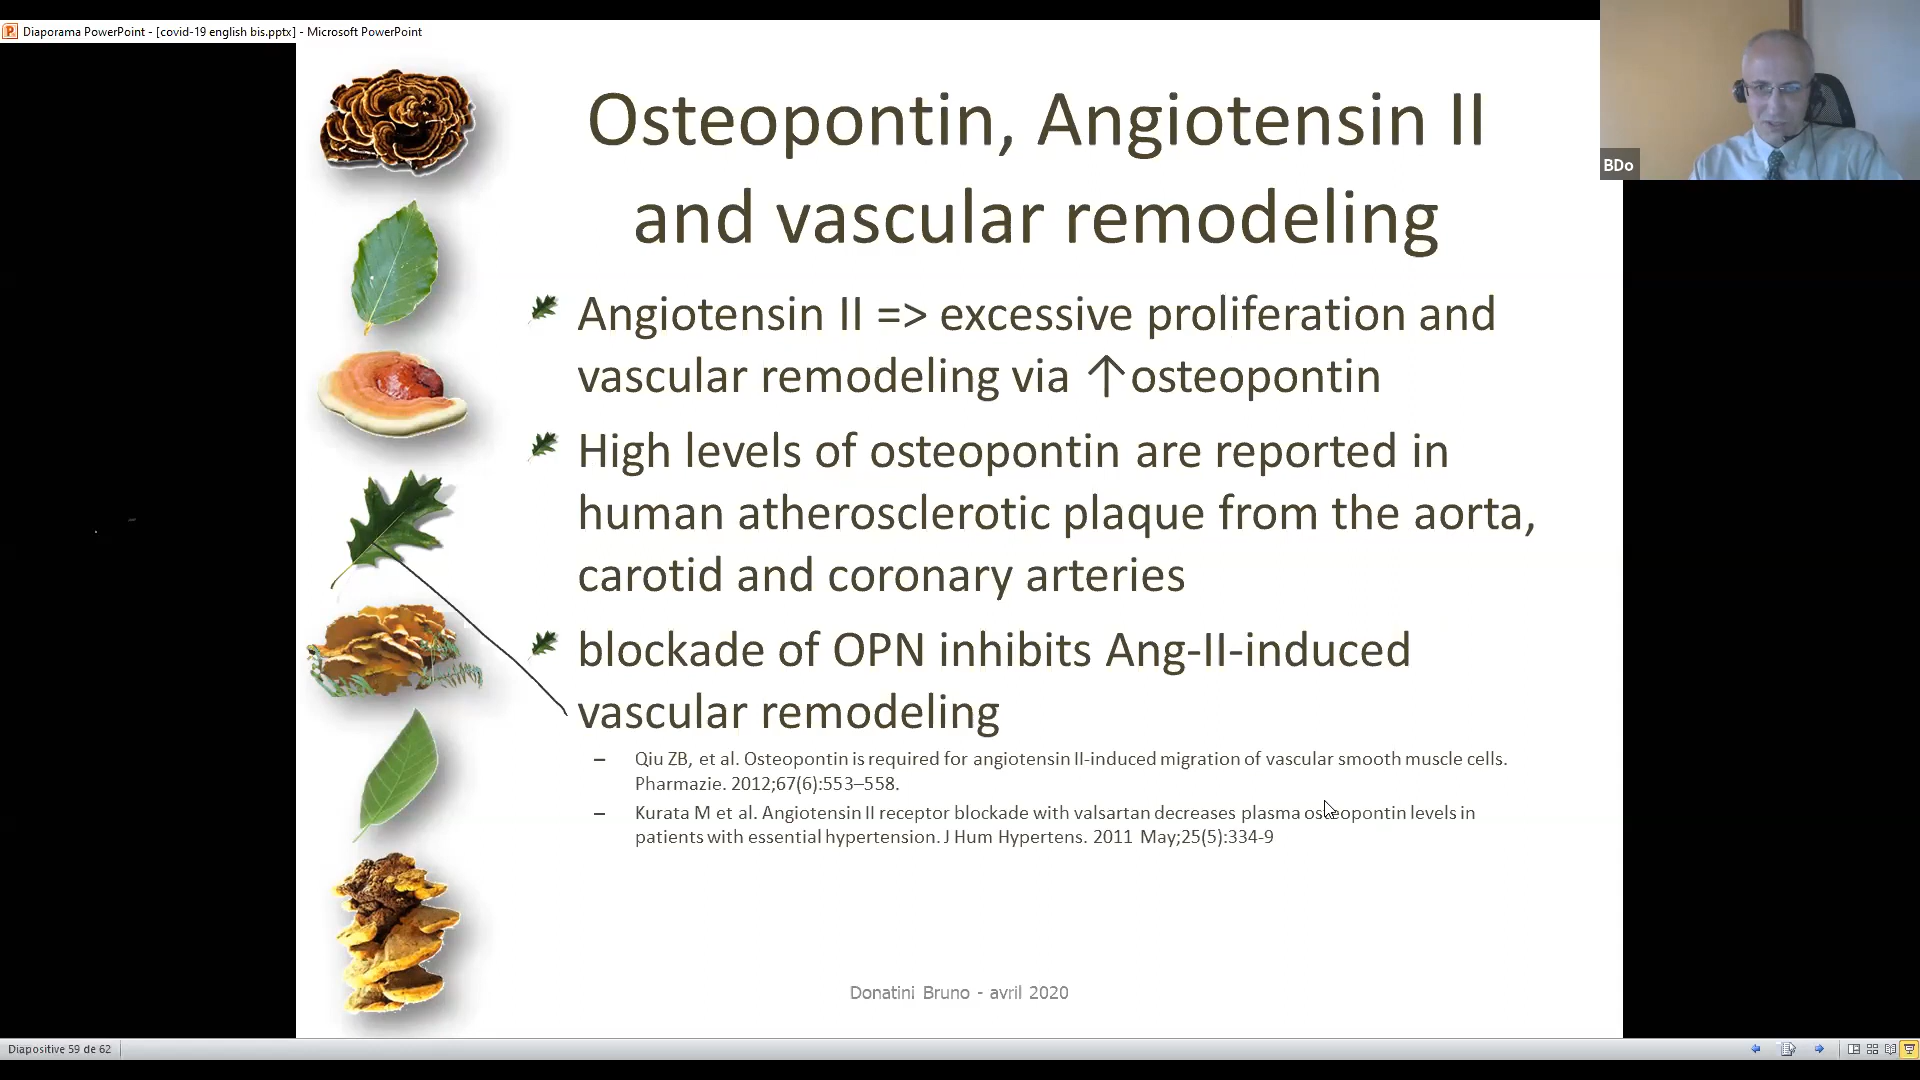 Diaporama PowerPoint - [covid-19 english bis.pptx] - Microsoft PowerPoint
BDo
Osteopontin, Angiotensin II
and vascular remodeling
Angiotensin II => excessive proliferation and
vascular remodeling via ↑osteopontin
High levels of osteopontin are reported in
human atherosclerotic plaque from the aorta,
carotid and coronary arteries
blockade of OPN inhibits Ang-II-induced
vascular remodeling
– Qiu ZB, et al. Osteopontin is required for angiotensin II-induced migration of vascular smooth muscle cells.
Pharmazie. 2012;67(6):553–558.
– Kurata M et al. Angiotensin II receptor blockade with valsartan decreases plasma osteopontin levels in
patients with essential hypertension. J Hum Hypertens. 2011 May;25(5):334-9
Donatini Bruno - avril 2020
Diapositive 59 de 62